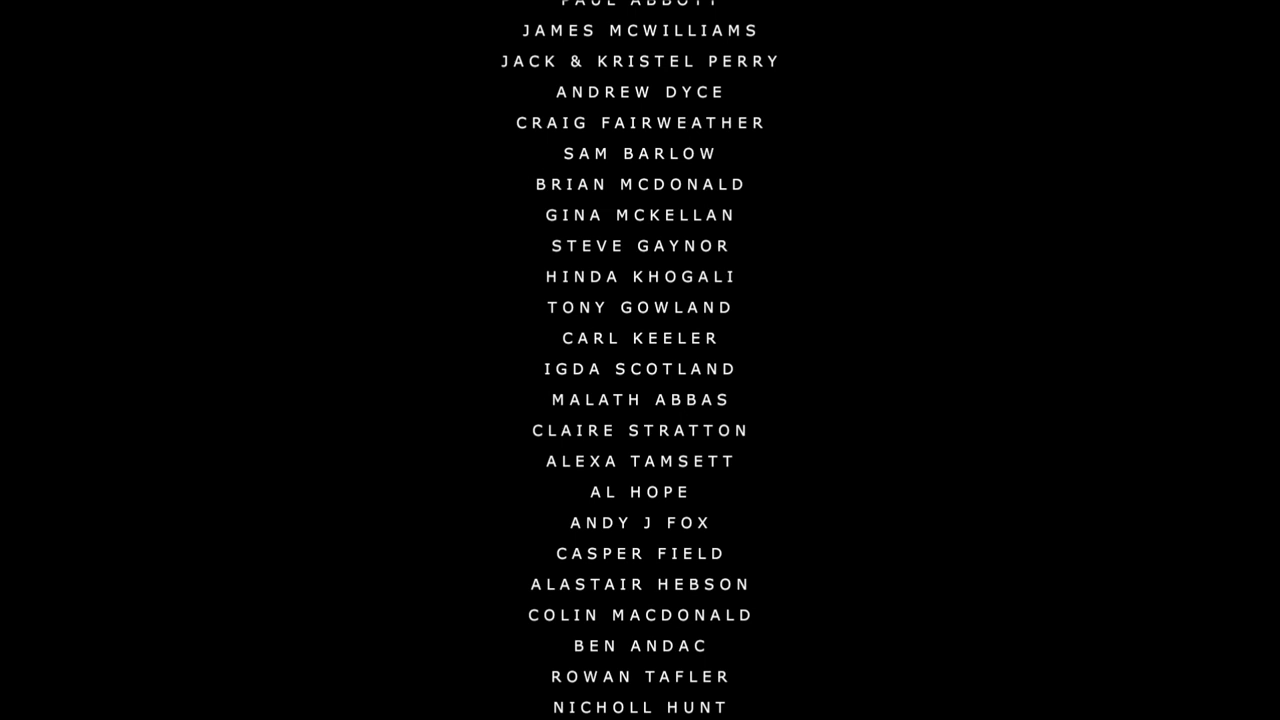 PAUL ABBOTT
JAMES MCWILLIAMS
JACK & KRISTEL PERRY
ANDREW DYCE
CRAIG FAIRWEATHER
SAM BARLOW
BRIAN MCDONALD
GINA MCKELLAN
STEVE GAYNOR
HINDA KHOGALI
TONY GOWLAND
CARL KEELER
IGDA SCOTLAND
MALATH ABBAS
CLAIRE STRATTON
ALEXA TAMSETT
AL HOPE
ANDY J FOX
CASPER FIELD
ALASTAIR HEBSON
COLIN MACDONALD
BEN ANDAC
ROWAN TAFLER
NICHOLL HUNT